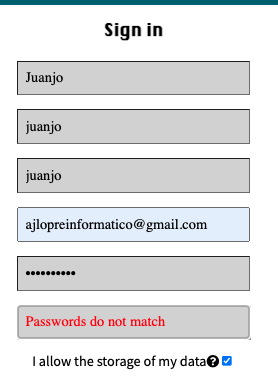 Sign in
Juanjo
juanjo
juanjo
ajlopreinformatico@gmail.com
••••••••••
Passwords do not match
I allow the storage of my data?